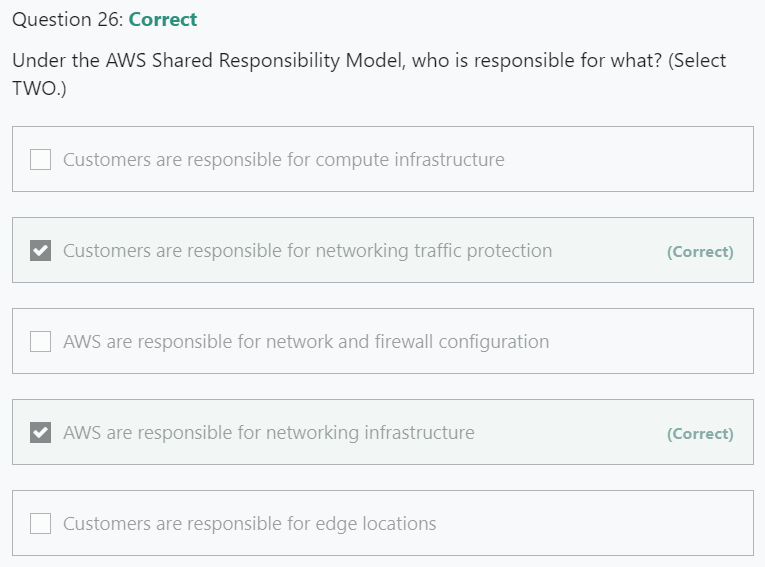 Question 26: Correct
Under the AWS Shared Responsibility Model, who is responsible for what? (Select
TWO.)
Customers are responsible for compute infrastructure
Customers are responsible for networking traffic protection (Correct)
AWS are responsible for network and firewall configuration
AWS are responsible for networking infrastructure (Correct)
Customers are responsible for edge locations